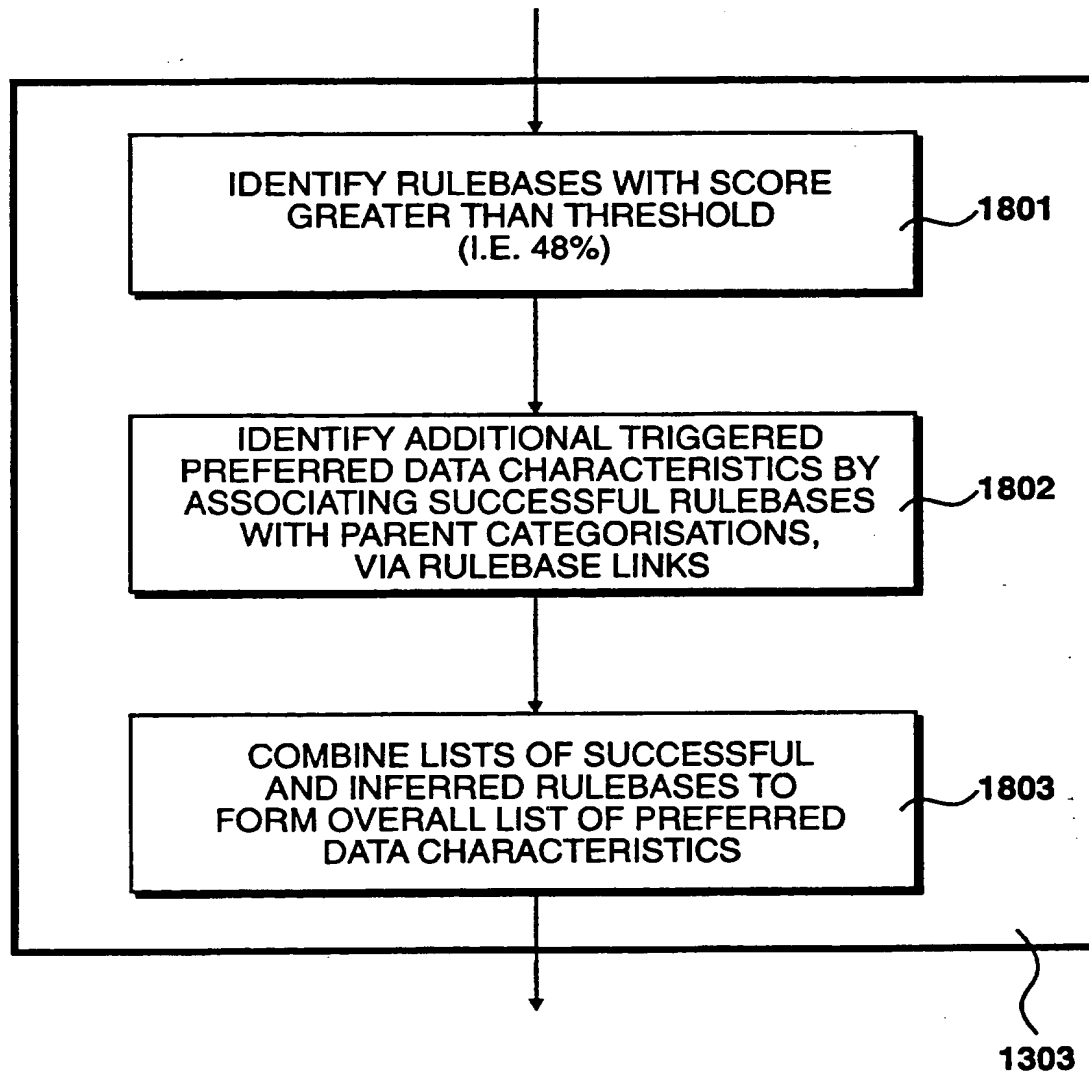 IDENTIFY RULEBASES WITH SCORE
GREATER THAN THRESHOLD
(I.E. 48%)
1801
IDENTIFY ADDITIONAL TRIGGERED
PREFERRED DATA CHARACTERISTICS BY
ASSOCIATING SUCCESSFUL RULEBASES
WITH PARENT CATEGORISATIONS,
VIA RULEBASE LINKS
1802
COMBINE LISTS OF SUCCESSFUL
AND INFERRED RULEBASES TO
FORM OVERALL LIST OF PREFERRED
DATA CHARACTERISTICS
1803
1303